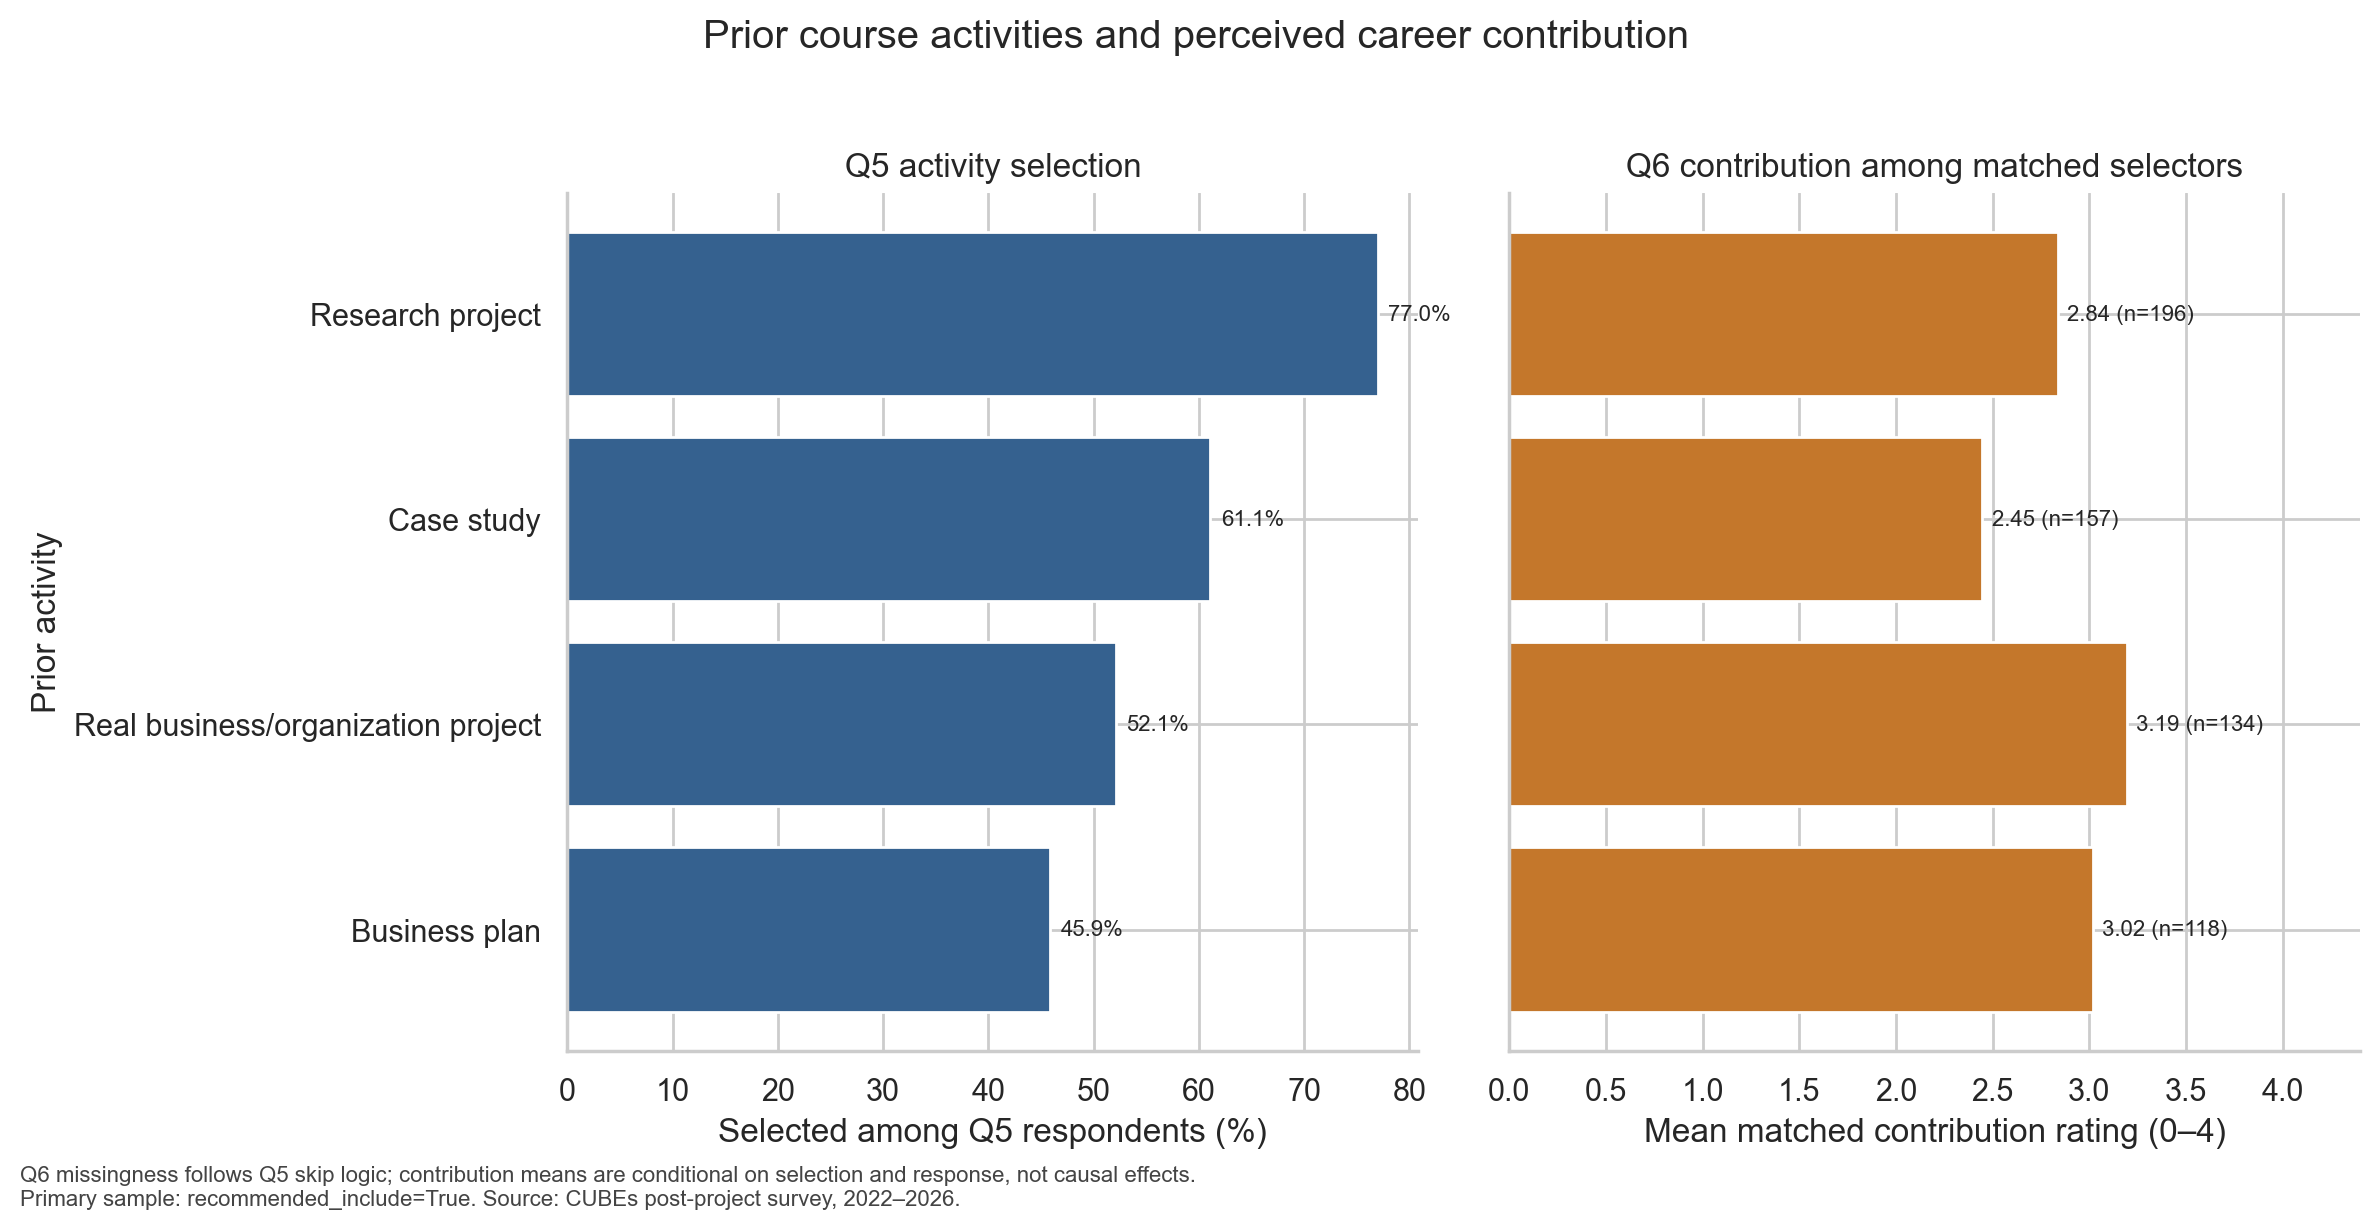 Prior course activities and perceived career contribution
Q5 activity selection
Q6 contribution among matched selectors
Prior activity
Research project
77.0%
2.84 (n=196)
Case study
61.1%
2.45 (n=157)
Real business/organization project
52.1%
3.19 (n=134)
Business plan
45.9%
3.02 (n=118)
0 10 20 30 40 50 60 70 80
0.0 0.5 1.0 1.5 2.0 2.5 3.0 3.5 4.0
Selected among Q5 respondents (%)
Mean matched contribution rating (0–4)
Q6 missingness follows Q5 skip logic; contribution means are conditional on selection and response, not causal effects.
Primary sample: recommended_include=True. Source: CUBEs post-project survey, 2022–2026.